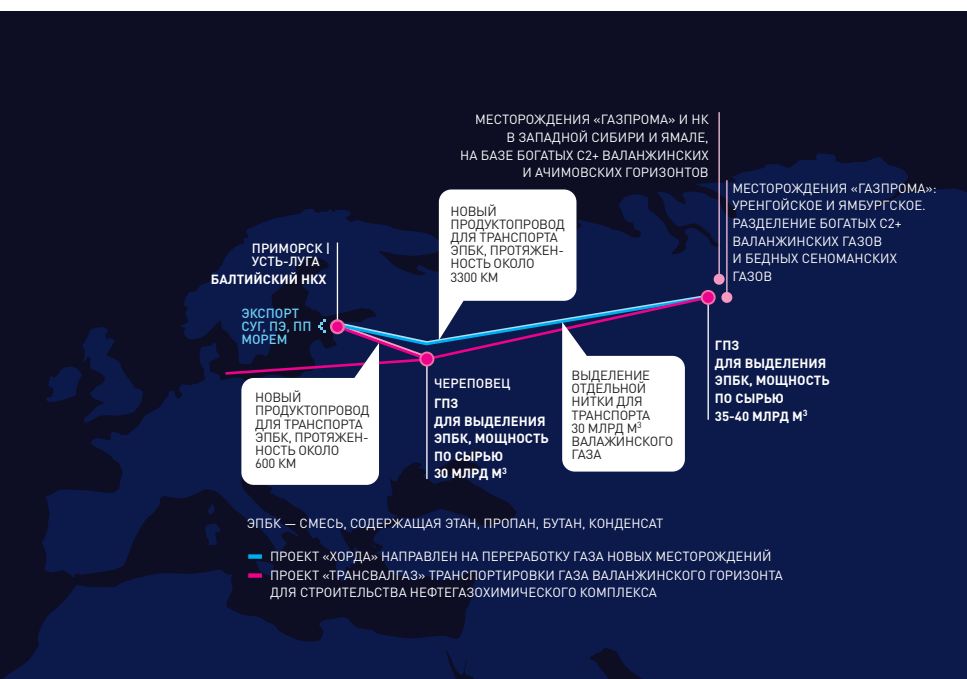 МЕСТОРОЖДЕНИЯ «ГАЗПРОМА» И НК
В ЗАПАДНОЙ СИБИРИ И ЯМАЛЕ,
НА БАЗЕ БОГАТЫХ С2+ ВАЛАНЖИНСКИХ
И АЧИМОВСКИХ ГОРИЗОНТОВ
МЕСТОРОЖДЕНИЯ «ГАЗПРОМА»:
УРЕНГОЙСКОЕ И ЯМБУРГСКОЕ.
РАЗДЕЛЕНИЕ БОГАТЫХ С2+
ВАЛАНЖИНСКИХ ГАЗОВ
И БЕДНЫХ СЕНОМАНСКИХ
ГАЗОВ
НОВЫЙ
ПРОДУКТОПРОВОД
ДЛЯ ТРАНСПОРТА
ЭПБК, ПРОТЯЖЕН-
НОСТЬ ОКОЛО
3300 КМ
ПРИМОРСК |
УСТЬ-ЛУГА
БАЛТИЙСКИЙ НКХ
ЭКСПОРТ
СУГ, ПЭ, ПП
МОРЕМ
НОВЫЙ
ПРОДУКТОПРОВОД
ДЛЯ ТРАНСПОРТА
ЭПБК, ПРОТЯЖЕН-
НОСТЬ ОКОЛО
600 КМ
ЧЕРЕПОВЕЦ
ГПЗ
ДЛЯ ВЫДЕЛЕНИЯ
ЭПБК, МОЩНОСТЬ
ПО СЫРЬЮ
30 МЛРД М³
ВЫДЕЛЕНИЕ
ОТДЕЛЬНОЙ
НИТКИ ДЛЯ
ТРАНСПОРТА
30 МЛРД М³
ВАЛАЖИНСКОГО
ГАЗА
ГПЗ
ДЛЯ ВЫДЕЛЕНИЯ
ЭПБК, МОЩНОСТЬ
ПО СЫРЬЮ
35-40 МЛРД М³
ЭПБК — СМЕСЬ, СОДЕРЖАЩАЯ ЭТАН, ПРОПАН, БУТАН, КОНДЕНСАТ
ПРОЕКТ «ХОРДА» НАПРАВЛЕН НА ПЕРЕРАБОТКУ ГАЗА НОВЫХ МЕСТОРОЖДЕНИЙ
ПРОЕКТ «ТРАНСВАЛГАЗ» ТРАНСПОРТИРОВКИ ГАЗА ВАЛАНЖИНСКОГО ГОРИЗОНТА
ДЛЯ СТРОИТЕЛЬСТВА НЕФТЕГАЗОХИМИЧЕСКОГО КОМПЛЕКСА